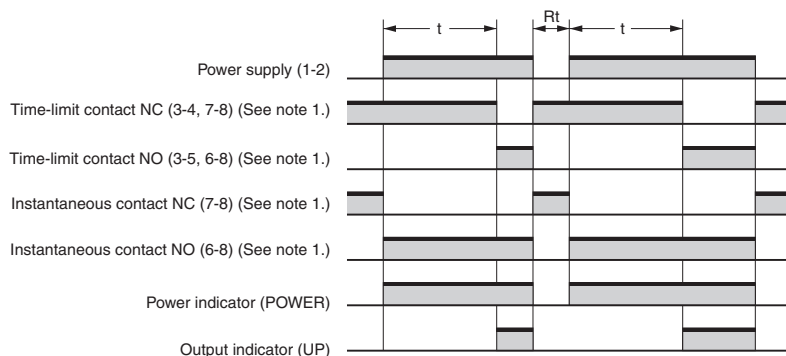 t Rt t
Power supply (1-2)
Time-limit contact NC (3-4, 7-8) (See note 1.)
Time-limit contact NO (3-5, 6-8) (See note 1.)
Instantaneous contact NC (7-8) (See note 1.)
Instantaneous contact NO (6-8) (See note 1.)
Power indicator (POWER)
Output indicator (UP)